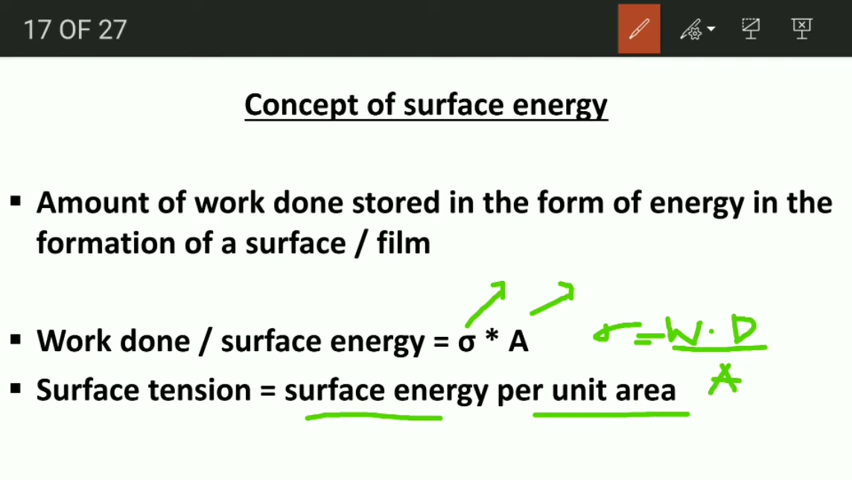 17 OF 27
Concept of surface energy
▪ Amount of work done stored in the form of energy in the
formation of a surface / film
▪ Work done / surface energy = σ * A
σ = W. D
A
▪ Surface tension = surface energy per unit area